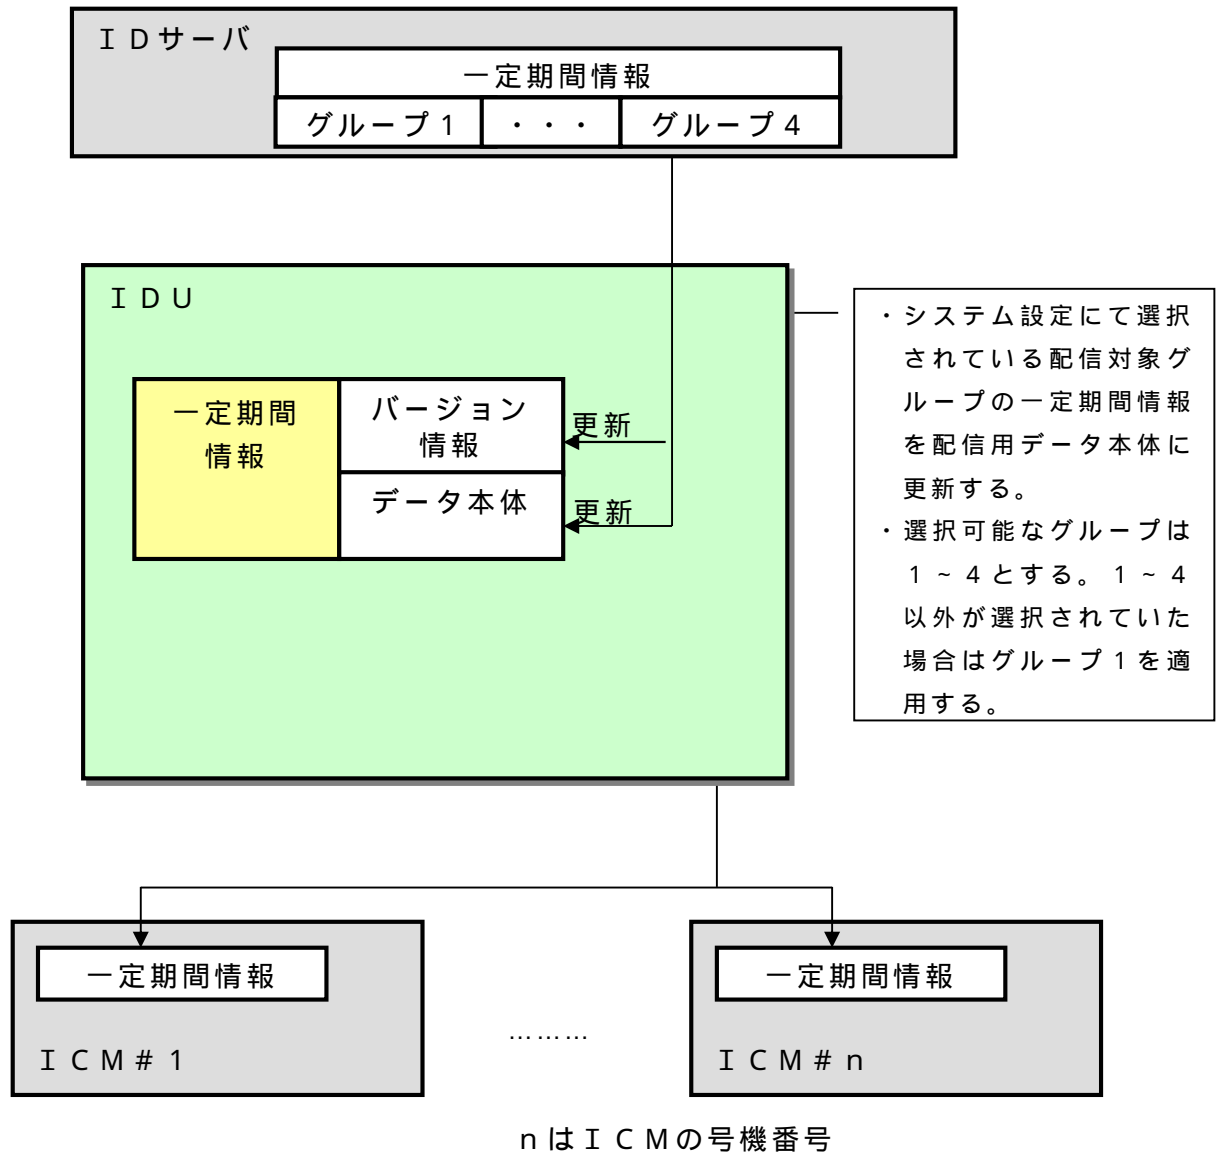 ＩＤサーバ
一定期間情報
グループ１ ・・・ グループ４
ＩＤＵ
一定期間
情報
バージョン
情報
データ本体
更新
更新
・システム設定にて選択
されている配信対象グ
ループの一定期間情報
を配信用データ本体に
更新する。
・選択可能なグループは
１～４とする。１～４
以外が選択されていた
場合はグループ１を適
用する。
一定期間情報
ＩＣＭ＃１
………
一定期間情報
ＩＣＭ＃ｎ
ｎはＩＣＭの号機番号